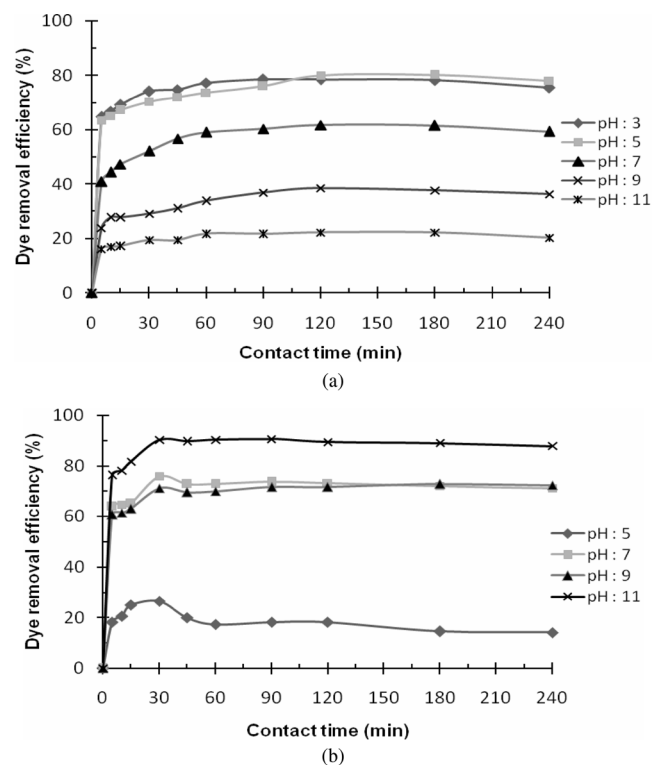 100
80
60
40
20
0
Dye removal efficiency (%)
0 30 60 90 120 150 180 210 240
Contact time (min)
pH : 3
pH : 5
pH : 7
pH : 9
pH : 11
(a)
100
80
60
40
20
0
Dye removal efficiency (%)
0 30 60 90 120 150 180 210 240
Contact time (min)
pH : 5
pH : 7
pH : 9
pH : 11
(b)